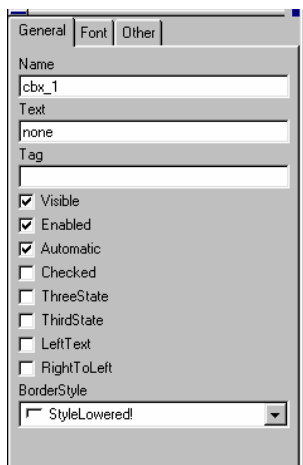 General Font Other
Name
cbx_1
Text
none
Tag
Visible
Enabled
Automatic
Checked
ThreeState
ThirdState
LeftText
RightToLeft
BorderStyle
StyleLowered!